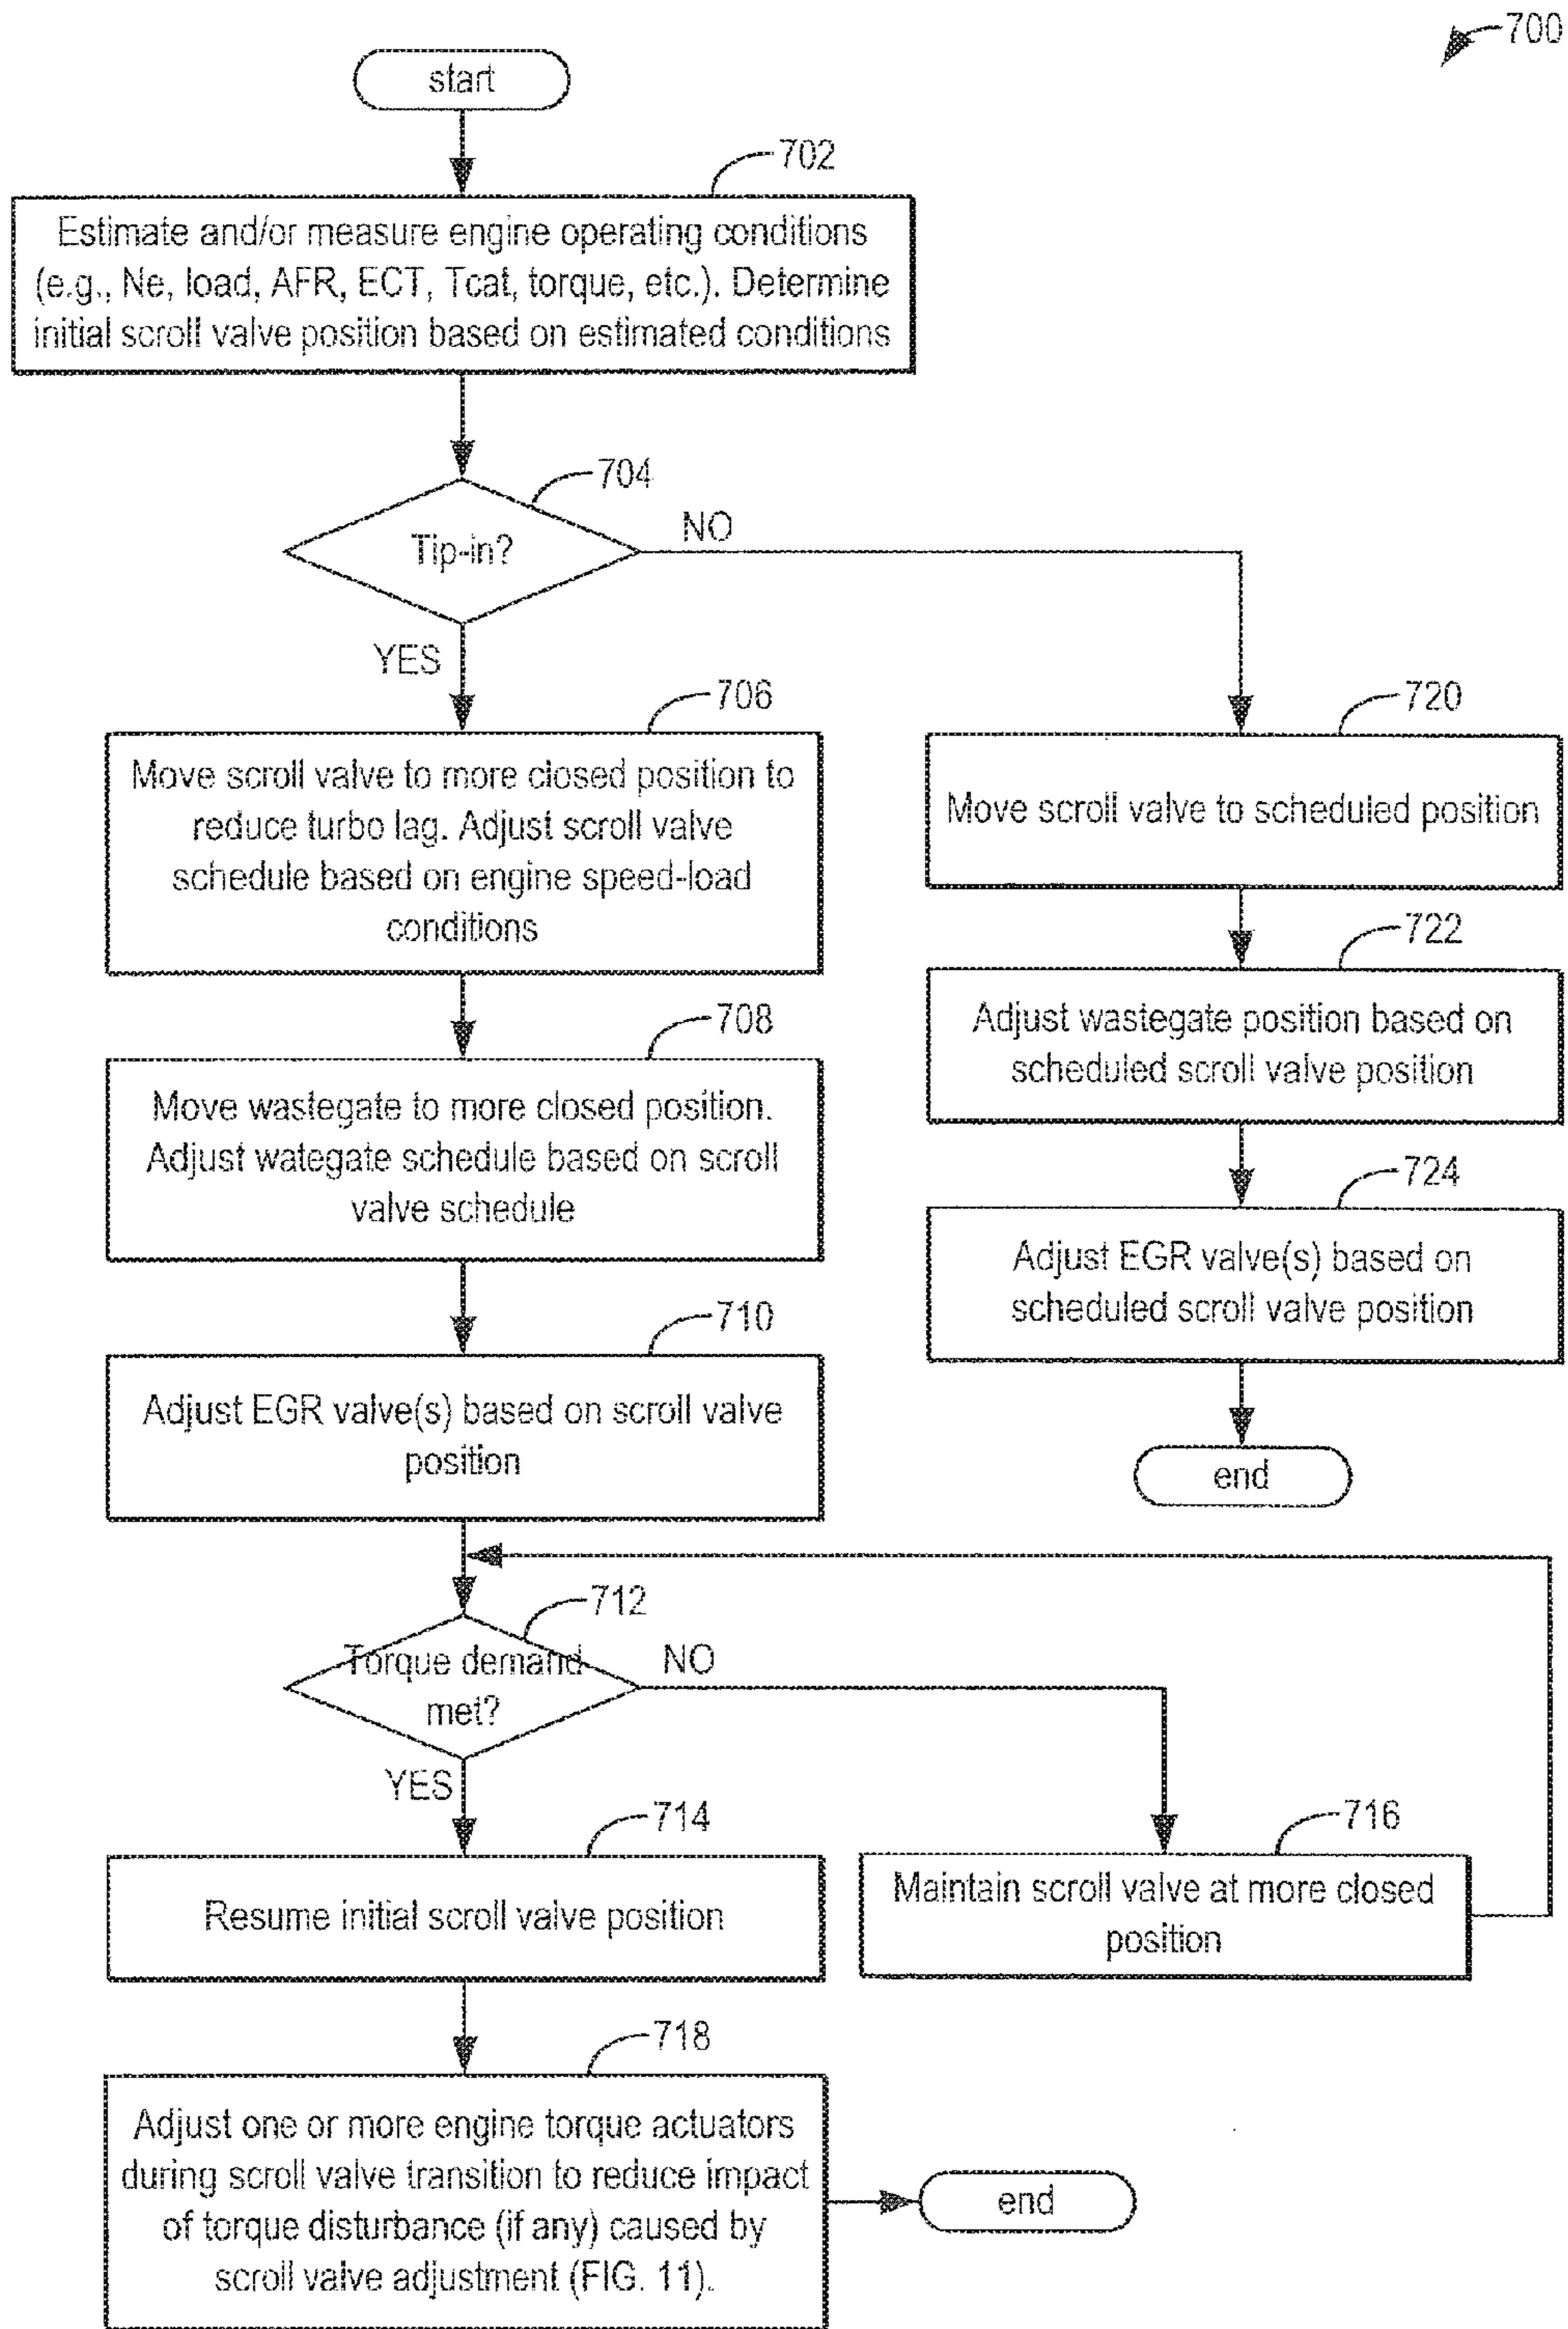 700
start
702
Estimate and/or measure engine operating conditions
(e.g., Ne, load, AFR, ECT, Tcat, torque, etc.). Determine
initial scroll valve position based on estimated conditions
704
Tip-in?
NO
YES
706
Move scroll valve to more closed position to
reduce turbo lag. Adjust scroll valve
schedule based on engine speed-load
conditions
708
Move wastegate to more closed position.
Adjust wategate schedule based on scroll
valve schedule
710
Adjust EGR valve(s) based on scroll valve
position
720
Move scroll valve to scheduled position
722
Adjust wastegate position based on
scheduled scroll valve position
724
Adjust EGR valve(s) based on
scheduled scroll valve position
end
712
Torque demand
met?
NO
YES
714
Resume initial scroll valve position
716
Maintain scroll valve at more closed
position
718
Adjust one or more engine torque actuators
during scroll valve transition to reduce impact
of torque disturbance (if any) caused by
scroll valve adjustment (FIG. 11).
end